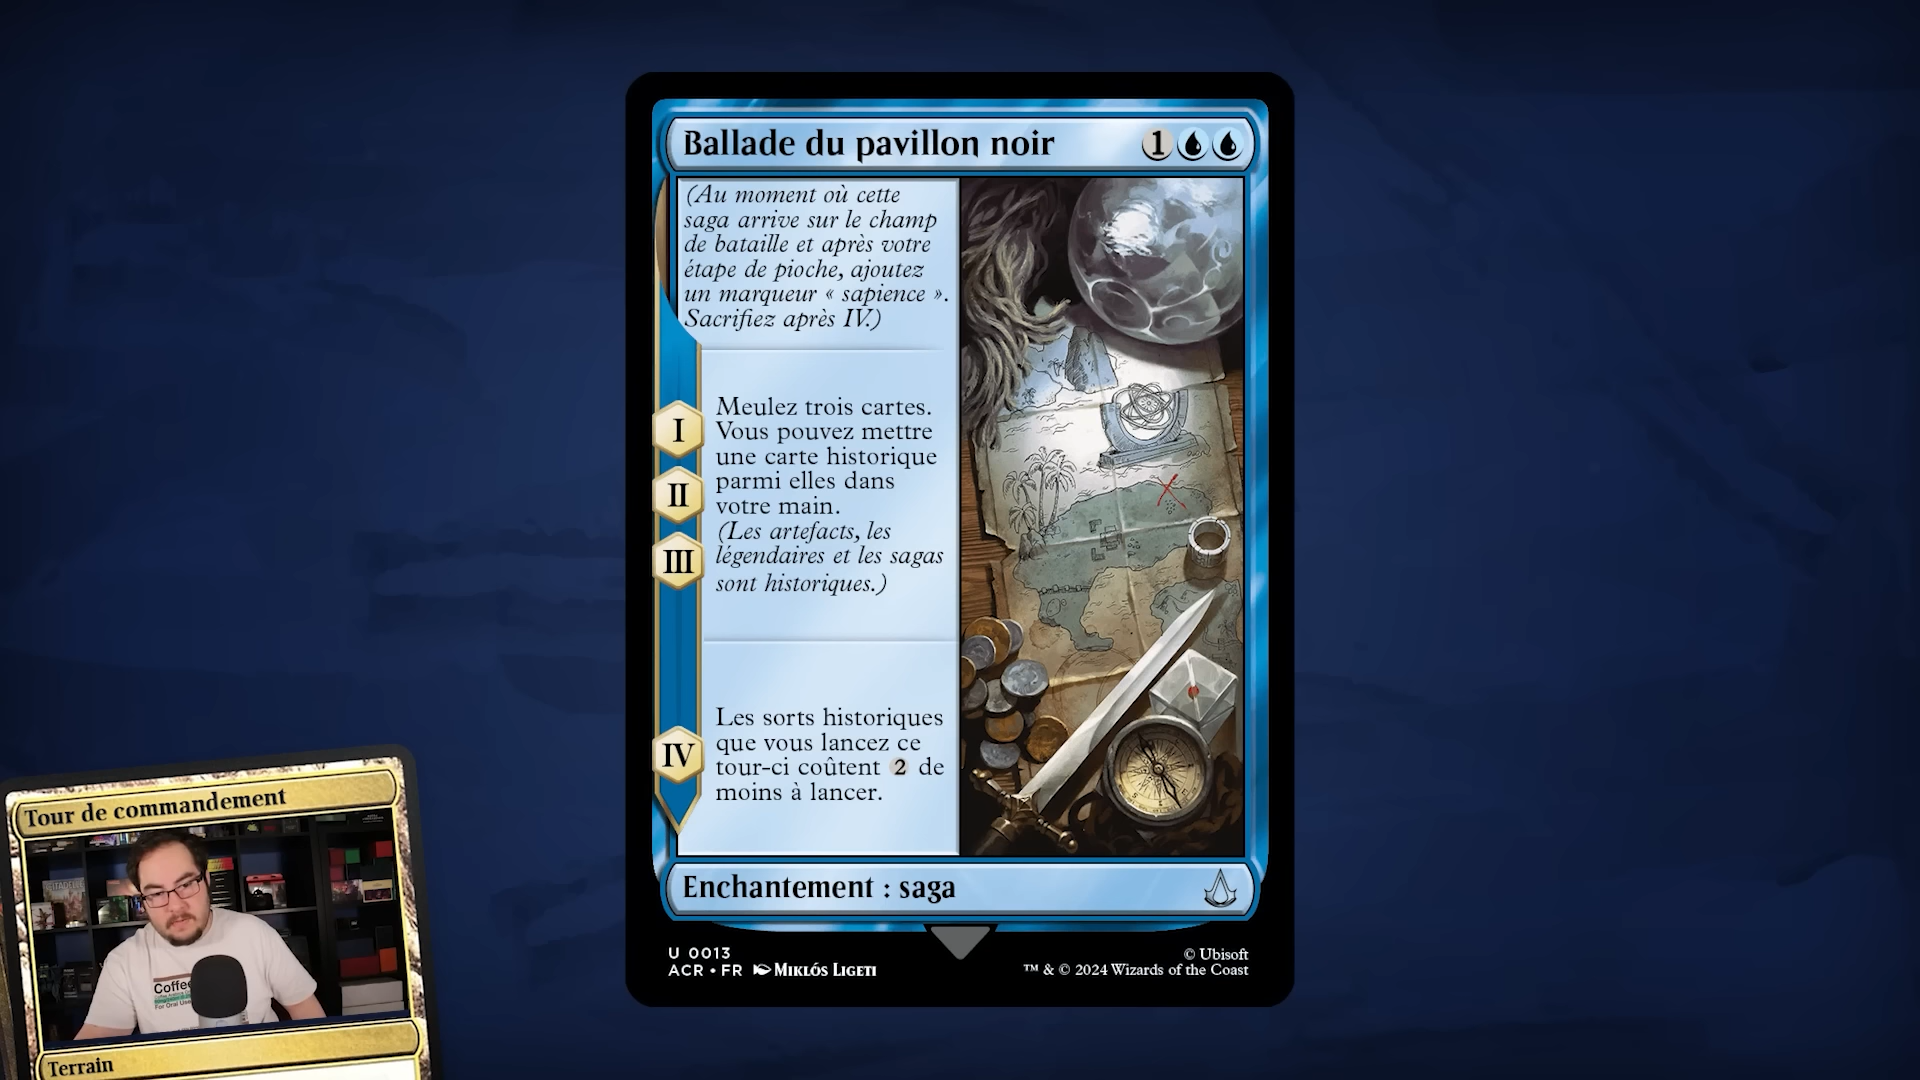 Ballade du pavillon noir
1
(Au moment où cette
saga arrive sur le champ
de bataille et après votre
étape de pioche, ajoutez
un marqueur « sapience ».
Sacrifiez après IV.)
I
II
III
Meulez trois cartes.
Vous pouvez mettre
une carte historique
parmi elles dans
votre main.
(Les artefacts, les
légendaires et les sagas
sont historiques.)
IV
Les sorts historiques
que vous lancez ce
tour-ci coûtent 2 de
moins à lancer.
Enchantement : saga
U 0013
ACR • FR Miklós Ligeti
© Ubisoft
™ & © 2024 Wizards of the Coast
Tour de commandement
Coffee
For Oral Use
Terrain